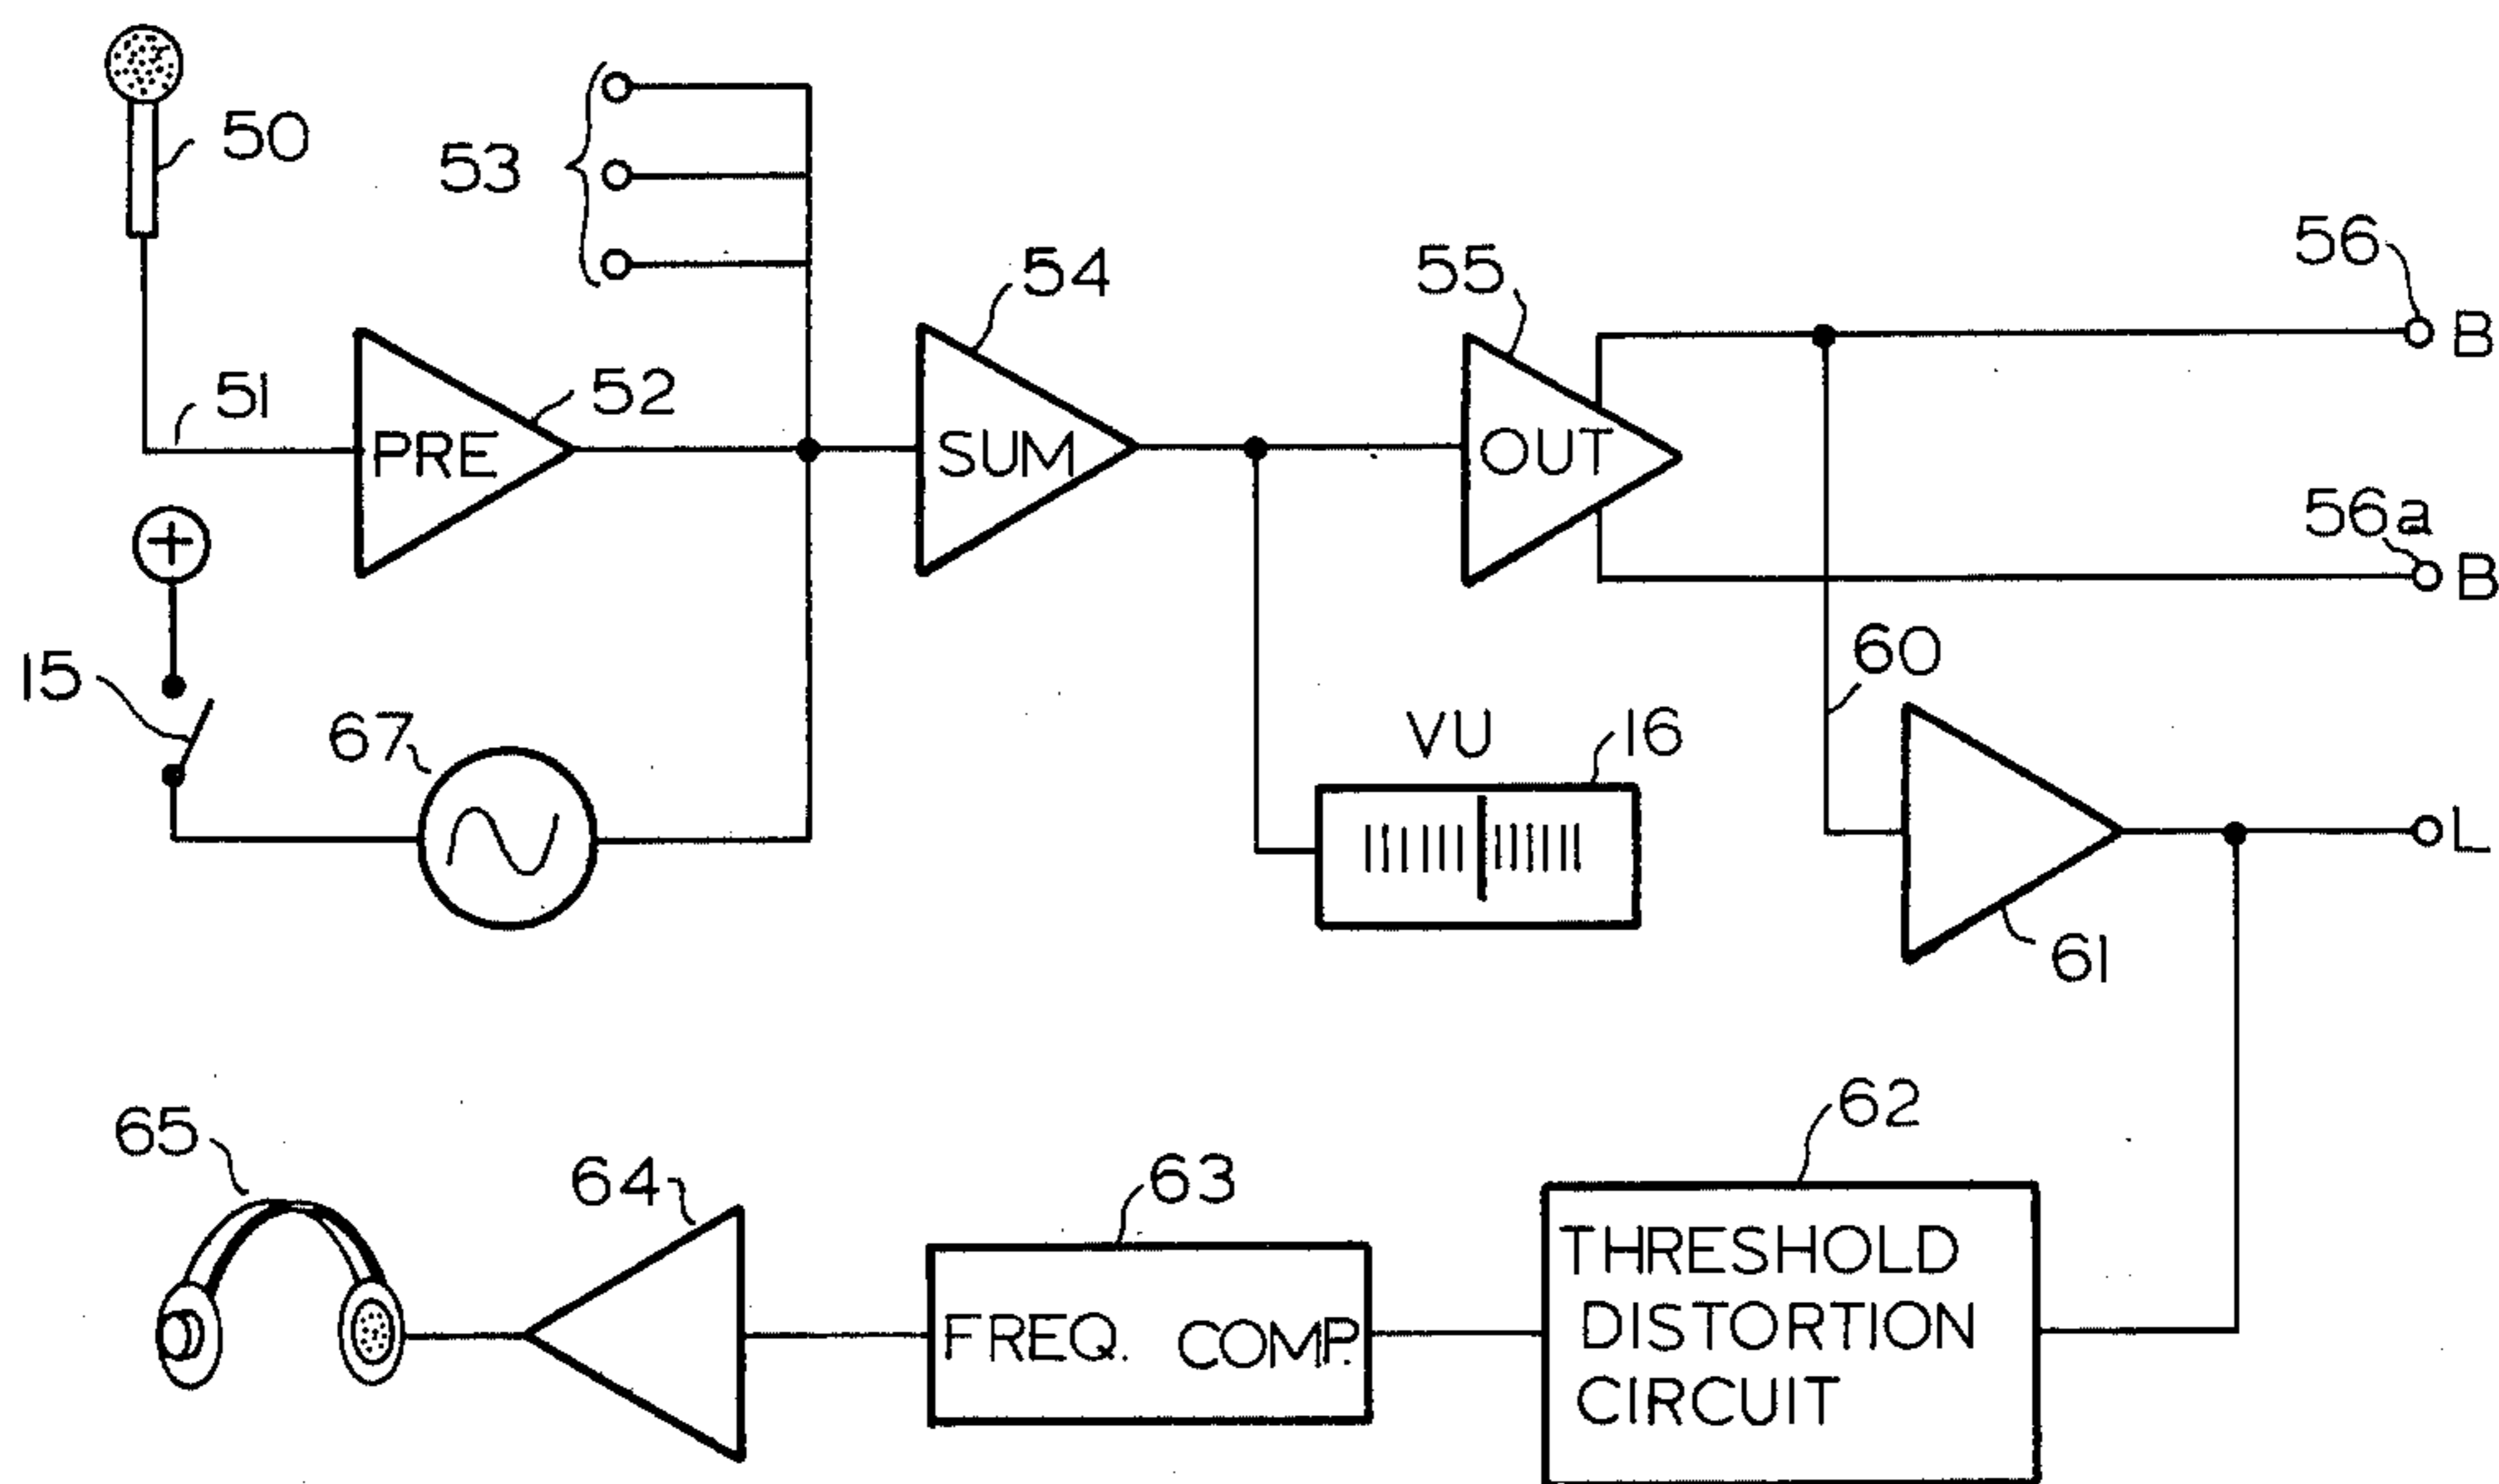 50
53
54
55
56
B
51
PRE
52
SUM
OUT
56a
B
15
67
VU
16
60
L
61
65
64
63
62
FREQ. COMP.
THRESHOLD
DISTORTION
CIRCUIT